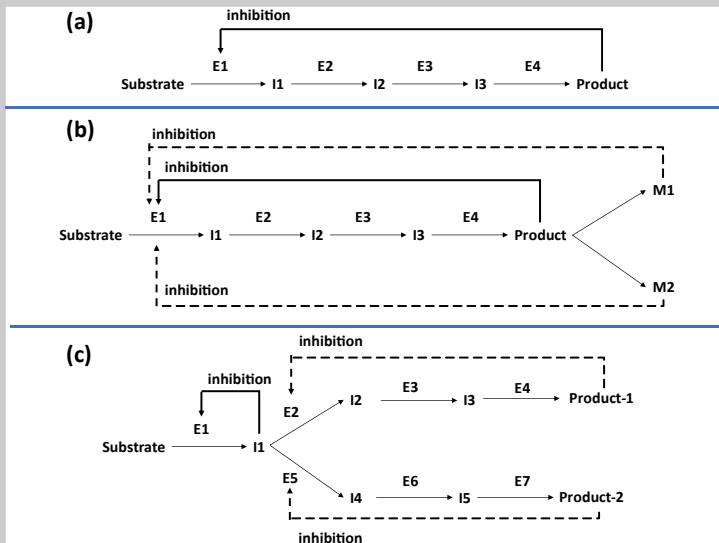 (a)
inhibition
E1 E2 E3 E4
Substrate I1 I2 I3 Product
(b)
inhibition
inhibition
M1
E1 E2 E3 E4
Substrate I1 I2 I3 Product
inhibition
M2
(c)
inhibition
inhibition
E3 E4
I2 I3 Product-1
E1 E2
Substrate I1
E5 E6 E7
I4 I5 Product-2
inhibition